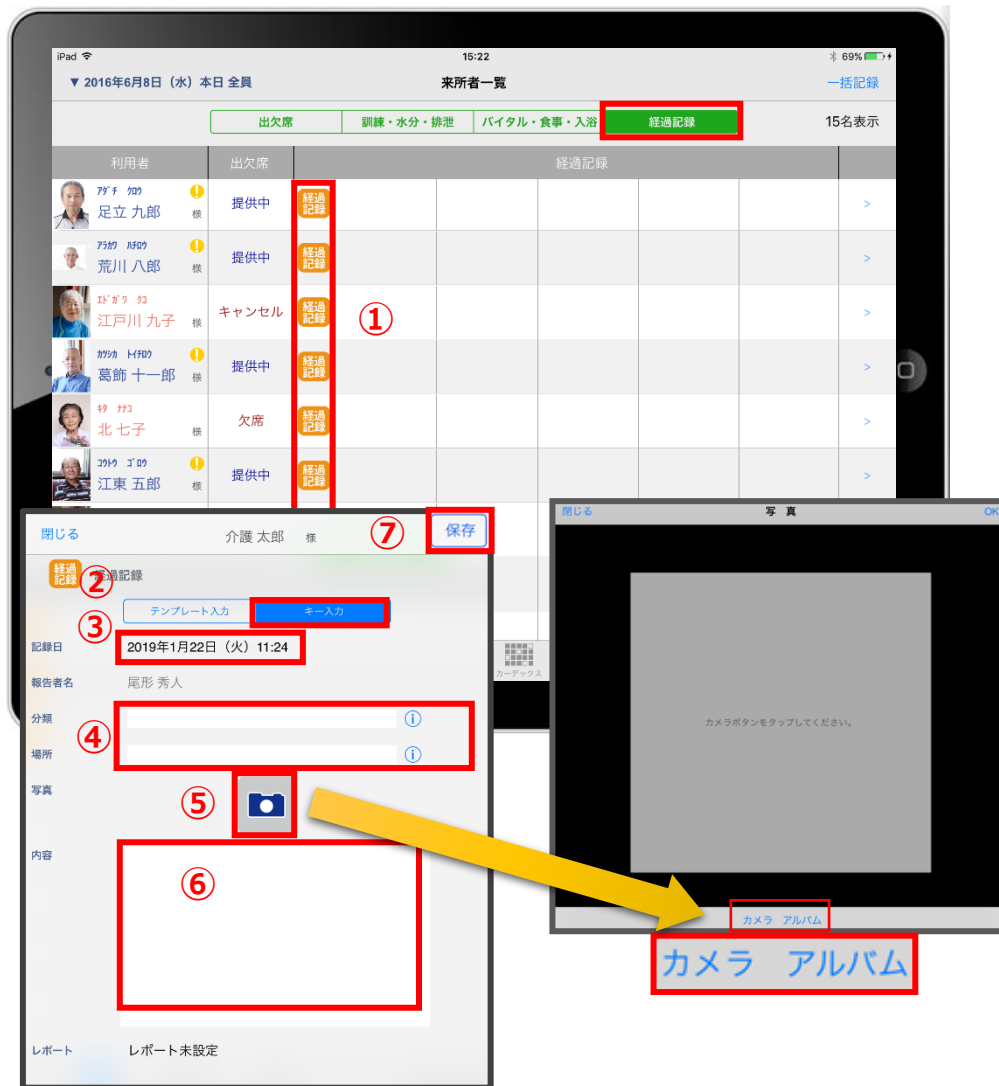 iPad 15:22 69%
▼ 2016年6月8日（水）本日 全員 来所者一覧 一括記録
出欠席 訓練・水分・排泄 バイタル・食事・入浴 経過記録 15名表示
利用者 出欠席 経過記録
ｱﾀﾞﾁ ｸﾛｳ
足立 九郎 様 提供中 経過記録 >
ｱﾗｶﾜ ﾊﾁﾛｳ
荒川 八郎 様 提供中 経過記録 >
ｴﾄﾞｶﾞﾜ ｸｺ
江戸川 九子 様 キャンセル 経過記録 ① >
ｶﾂｼｶ ﾄｲﾁﾛｳ
葛飾 十一郎 様 提供中 経過記録 >
ｷﾀ ﾅﾅｺ
北 七子 様 欠席 経過記録 >
ｺｳﾄｳ ｺﾞﾛｳ
江東 五郎 様 提供中 経過記録 >
閉じる 介護 太郎 様 ⑦ 保存
経過記録 ② 経過記録
テンプレート入力 キー入力
③
記録日 2019年1月22日（火）11:24
報告者名 尾形 秀人
分類
④
場所
写真 ⑤
内容 ⑥
レポート レポート未設定
カーデックス
閉じる 写 真 OK
カメラボタンをタップしてください。
カメラ アルバム
カメラ アルバム